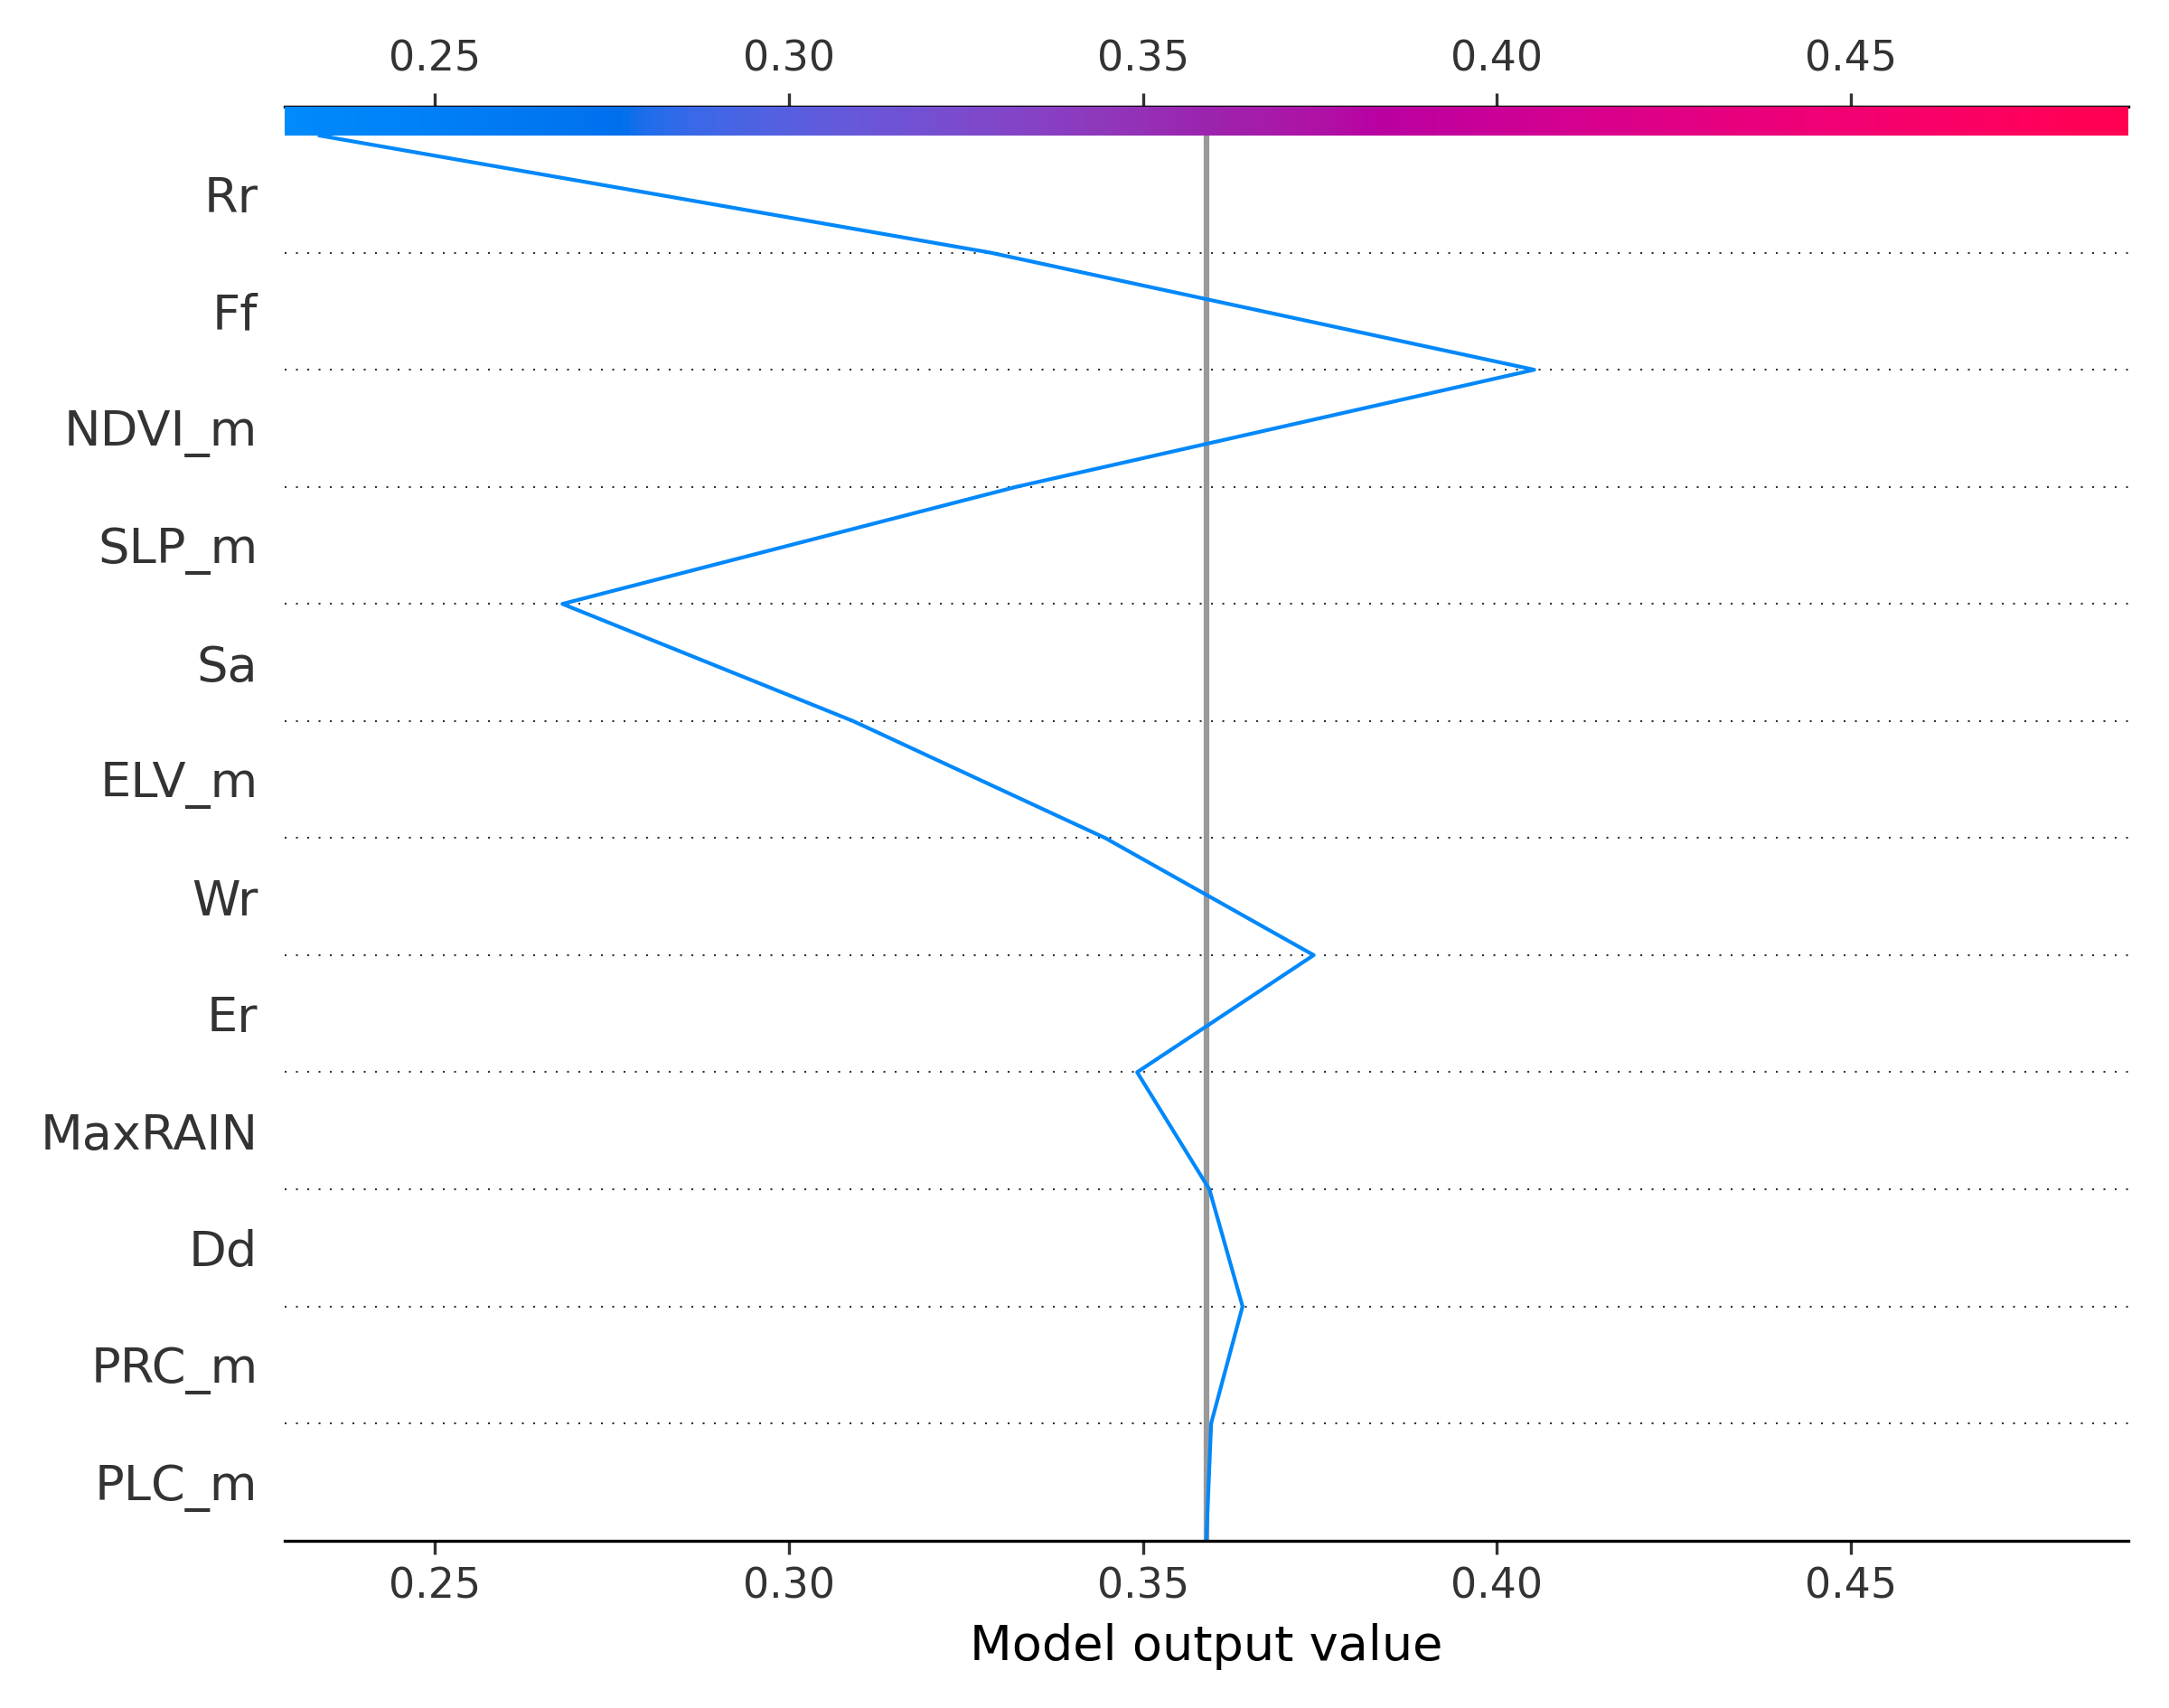 0.25 0.30 0.35 0.40 0.45
Rr
Ff
NDVI_m
SLP_m
Sa
ELV_m
Wr
Er
MaxRAIN
Dd
PRC_m
PLC_m
0.25 0.30 0.35 0.40 0.45
Model output value